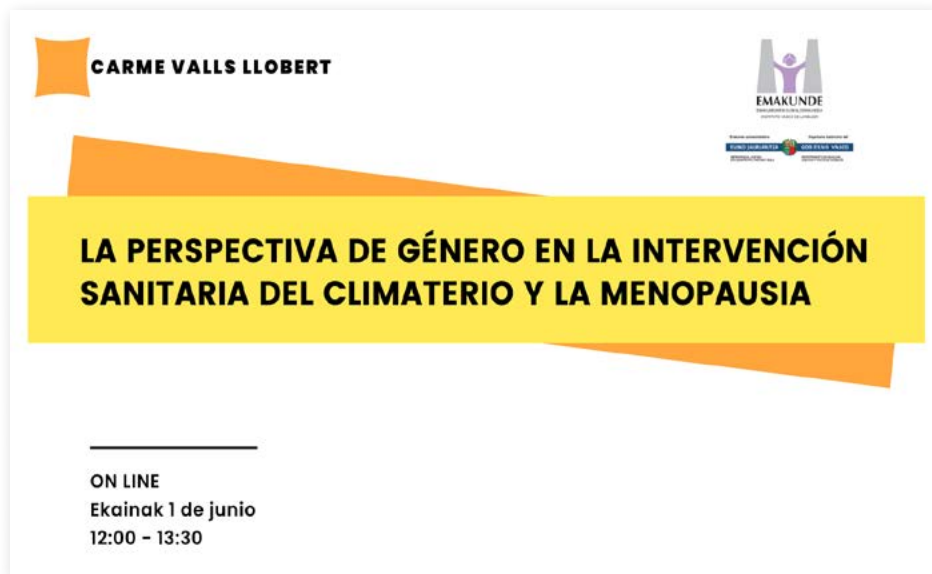 CARME VALLS LLOBERT
EMAKUNDE
EUSKO JAURLARITZA
GOBIERNO VASCO
LA PERSPECTIVA DE GÉNERO EN LA INTERVENCIÓN
SANITARIA DEL CLIMATERIO Y LA MENOPAUSIA
ON LINE
Ekainak 1 de junio
12:00 - 13:30